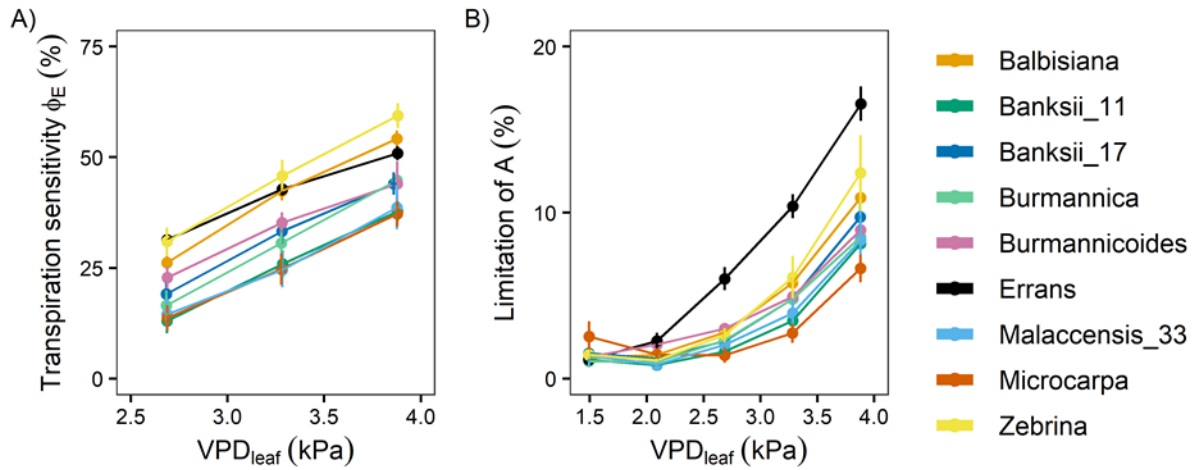 A)
Transpiration sensitivity ϕE (%)
75
50
25
0
2.5 3.0 3.5 4.0
VPDleaf (kPa)
B)
Limitation of A (%)
20
10
0
1.5 2.0 2.5 3.0 3.5 4.0
VPDleaf (kPa)
Balbisiana
Banksii_11
Banksii_17
Burmannica
Burmannicoides
Errans
Malaccensis_33
Microcarpa
Zebrina